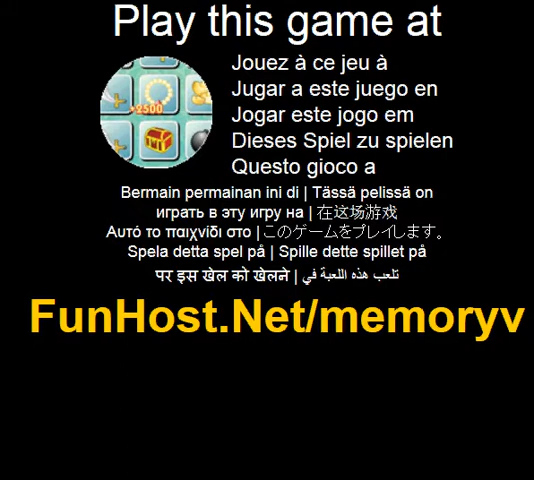 Play this game at
+2500
Jouez à ce jeu à
Jugar a este juego en
Jogar este jogo em
Dieses Spiel zu spielen
Questo gioco a
Bermain permainan ini di | Tässä pelissä on
играть в эту игру на | 在这场游戏
Αυτό το παιχνίδι στο | このゲームをプレイします。
Spela detta spel på | Spille dette spillet på
पर इस खेल को खेलने | تلعب هذه اللعبة في
FunHost.Net/memoryv